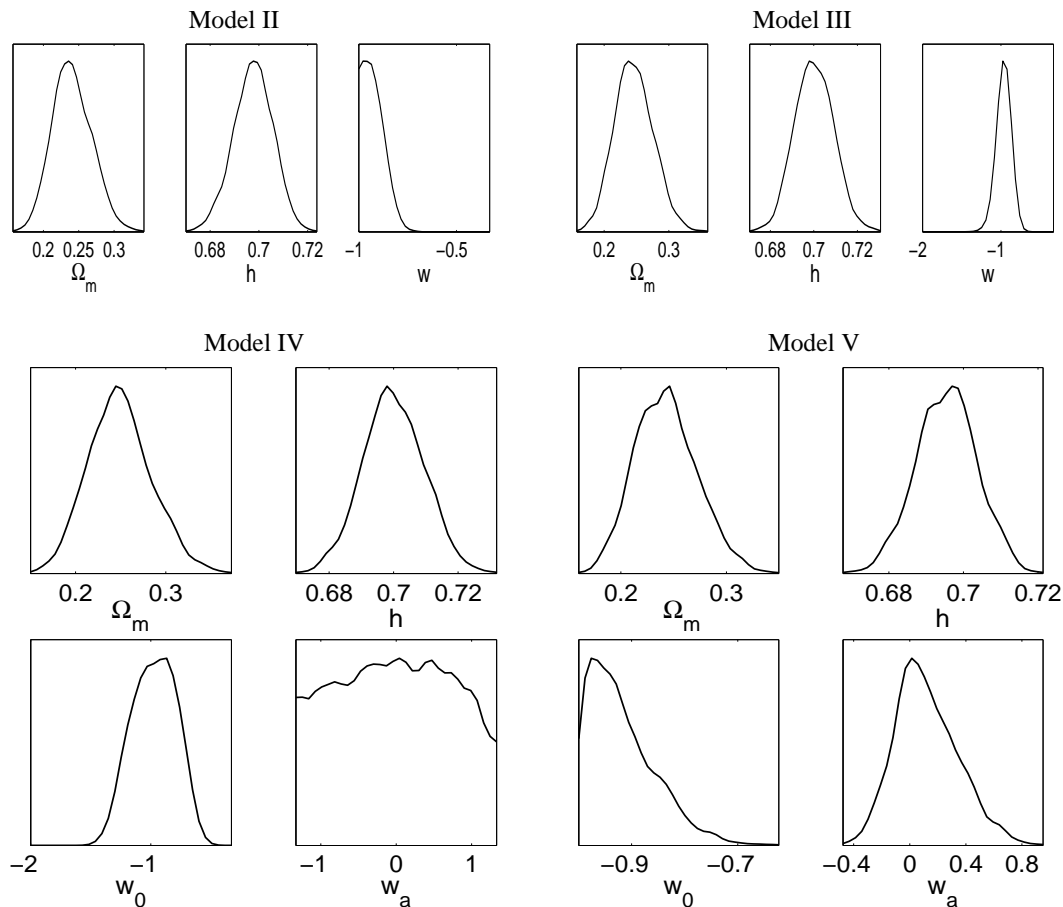 Model II
0.2 0.25 0.3
Ω_m
0.68 0.7 0.72
h
−1 −0.5
w
Model III
0.2 0.3
Ω_m
0.68 0.7 0.72
h
−2 −1
w
Model IV
0.2 0.3
Ω_m
0.68 0.7 0.72
h
−2 −1
w_0
−1 0 1
w_a
Model V
0.2 0.3
Ω_m
0.68 0.7 0.72
h
−0.9 −0.7
w_0
−0.4 0 0.4 0.8
w_a